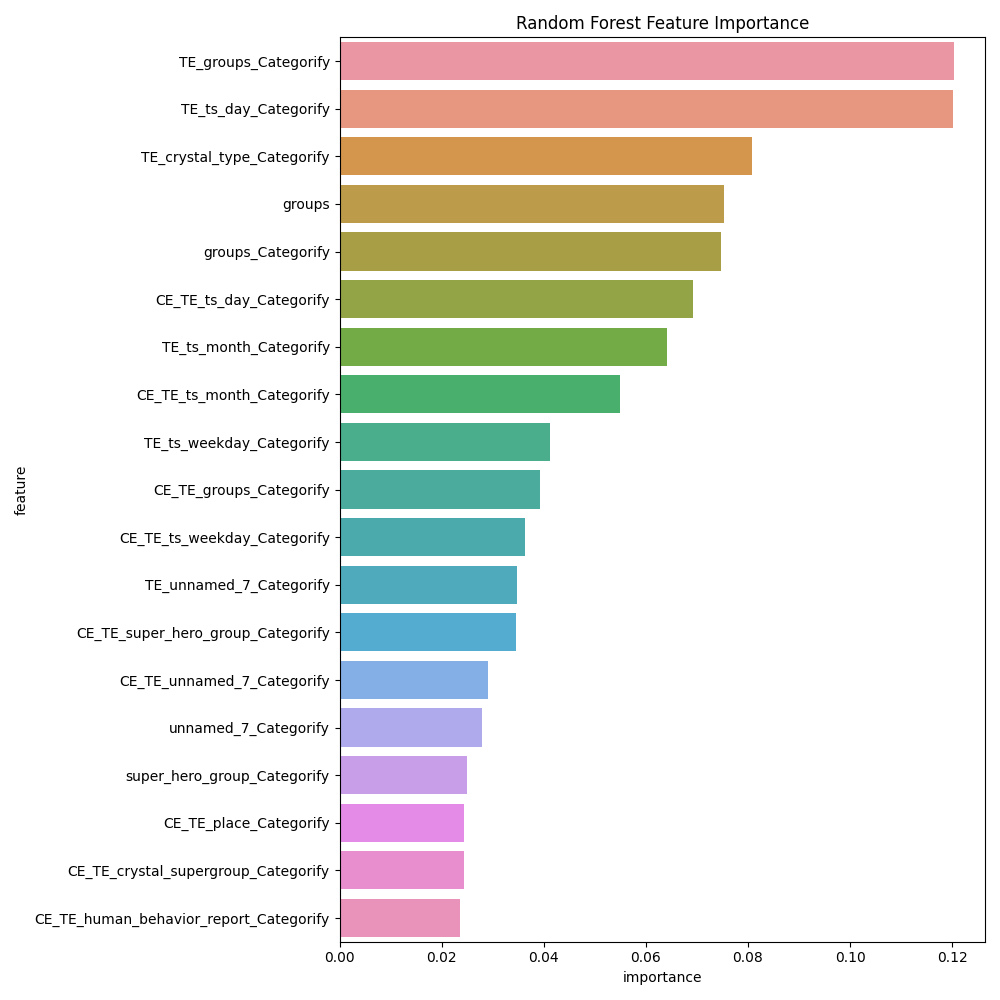 Random Forest Feature Importance
TE_groups_Categorify
TE_ts_day_Categorify
TE_crystal_type_Categorify
groups
groups_Categorify
CE_TE_ts_day_Categorify
TE_ts_month_Categorify
CE_TE_ts_month_Categorify
TE_ts_weekday_Categorify
CE_TE_groups_Categorify
CE_TE_ts_weekday_Categorify
TE_unnamed_7_Categorify
CE_TE_super_hero_group_Categorify
CE_TE_unnamed_7_Categorify
unnamed_7_Categorify
super_hero_group_Categorify
CE_TE_place_Categorify
CE_TE_crystal_supergroup_Categorify
CE_TE_human_behavior_report_Categorify
feature
0.00 0.02 0.04 0.06 0.08 0.10 0.12
importance